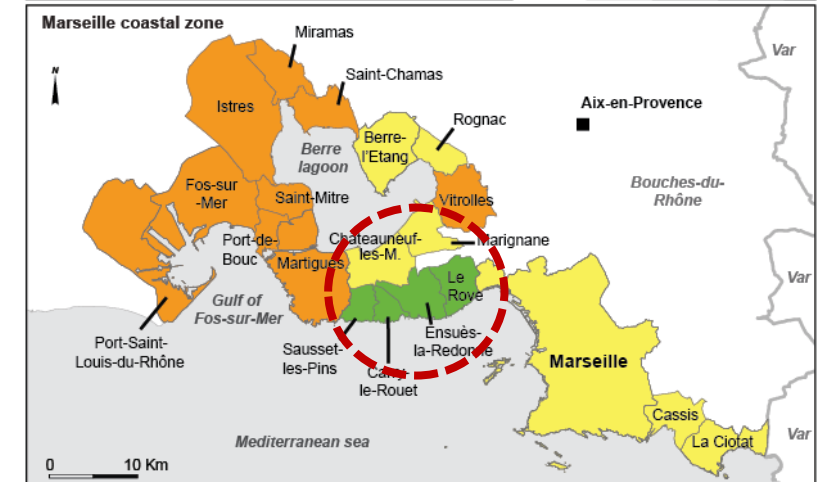 Marseille coastal zone
Miramas
Var
Saint-Chamas
N
Istres
Aix-en-Provence
Rognac
Berre-
l'Etang
Berre
lagoon
Bouches-du-
Rhône
Fos-sur
-Mer
Saint-Mitre
Vitrolles
Port-de-
Bouc
Chateauneuf-
les-M.
Marignane
Martigues
Le
Rove
Var
Gulf of
Fos-sur-Mer
Port-Saint-
Louis-du-Rhône
Sausset-
les-Pins
Ensuès-
la-Redonne
Carry-
le-Rouet
Marseille
Cassis
La Ciotat
Var
Mediterranean sea
0 10 Km